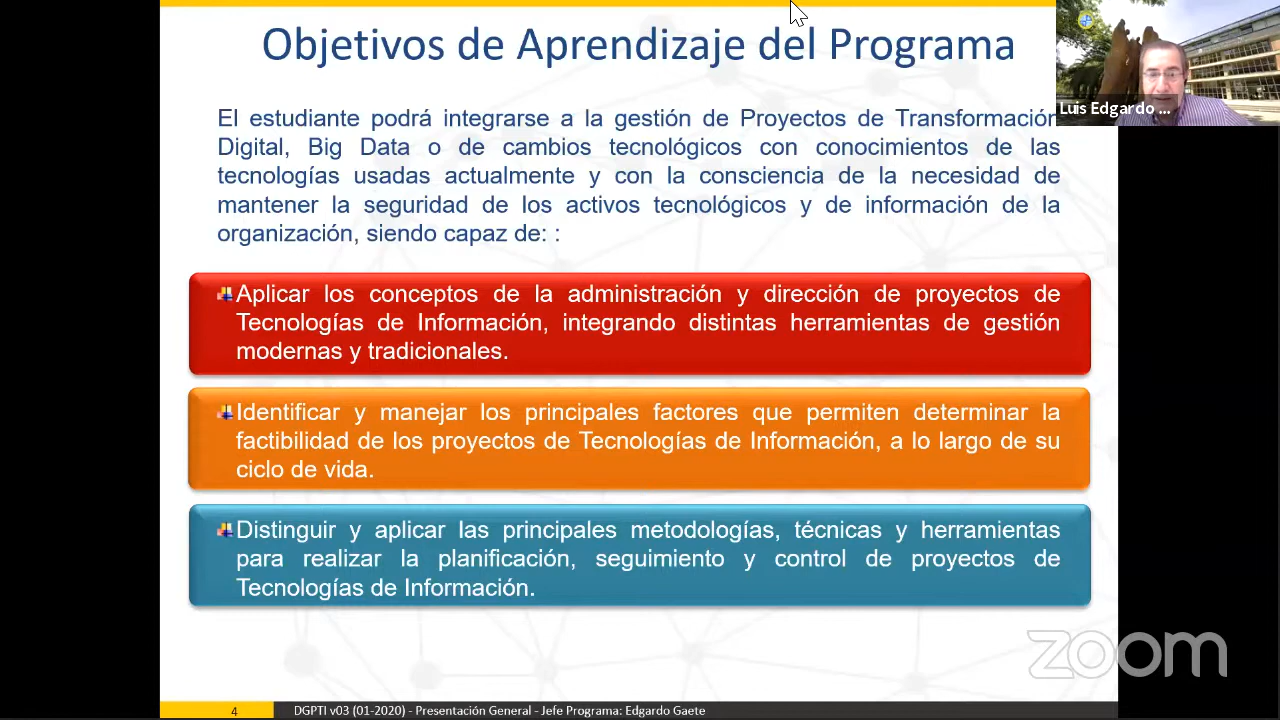 Objetivos de Aprendizaje del Programa
Luis Edgardo ...
El estudiante podrá integrarse a la gestión de Proyectos de Transformación
Digital, Big Data o de cambios tecnológicos con conocimientos de las
tecnologías usadas actualmente y con la consciencia de la necesidad de
mantener la seguridad de los activos tecnológicos y de información de la
organización, siendo capaz de: :
Aplicar los conceptos de la administración y dirección de proyectos de
Tecnologías de Información, integrando distintas herramientas de gestión
modernas y tradicionales.
Identificar y manejar los principales factores que permiten determinar la
factibilidad de los proyectos de Tecnologías de Información, a lo largo de su
ciclo de vida.
Distinguir y aplicar las principales metodologías, técnicas y herramientas
para realizar la planificación, seguimiento y control de proyectos de
Tecnologías de Información.
zoom
4
DGPTI v03 (01-2020) - Presentación General - Jefe Programa: Edgardo Gaete